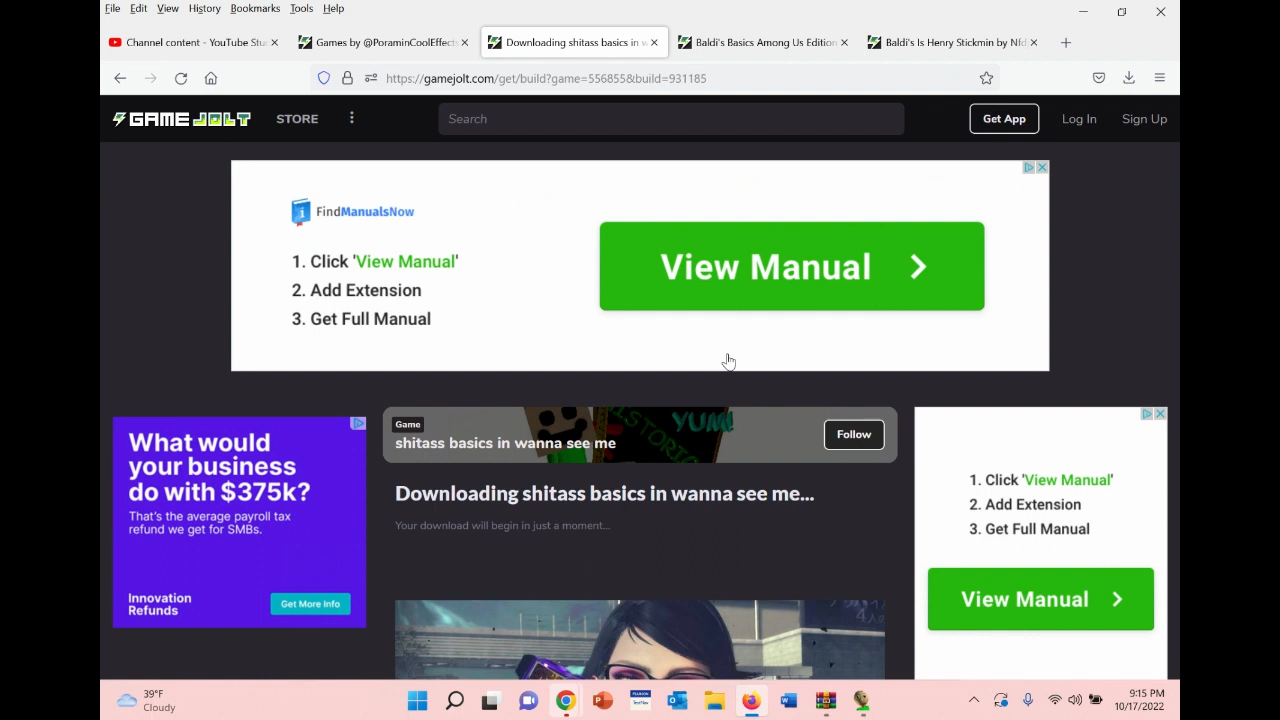 File Edit View History Bookmarks Tools Help
Channel content - YouTube Stu
Games by @PoraminCoolEffects
Downloading shitass basics in w
Baldi's Basics Among Us Edition
Baldi's Is Henry Stickmin by Nfd
https://gamejolt.com/get/build?game=556855&build=931185
GAME JOLT
STORE
Search
Get App
Log In
Sign Up
FindManualsNow
1. Click 'View Manual'
2. Add Extension
3. Get Full Manual
View Manual
What would
your business
do with $375k?
That's the average payroll tax
refund we get for SMBs.
Innovation
Refunds
Get More Info
Game
shitass basics in wanna see me
YUM!
Follow
Downloading shitass basics in wanna see me...
Your download will begin in just a moment...
1. Click 'View Manual'
2. Add Extension
3. Get Full Manual
View Manual
39°F
Cloudy
9:15 PM
10/17/2022